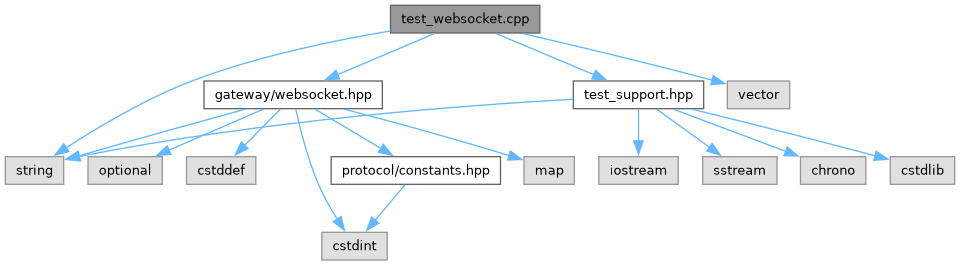 test_websocket.cpp
gateway/websocket.hpp
test_support.hpp
vector
string
optional
cstddef
protocol/constants.hpp
map
iostream
sstream
chrono
cstdlib
cstdint